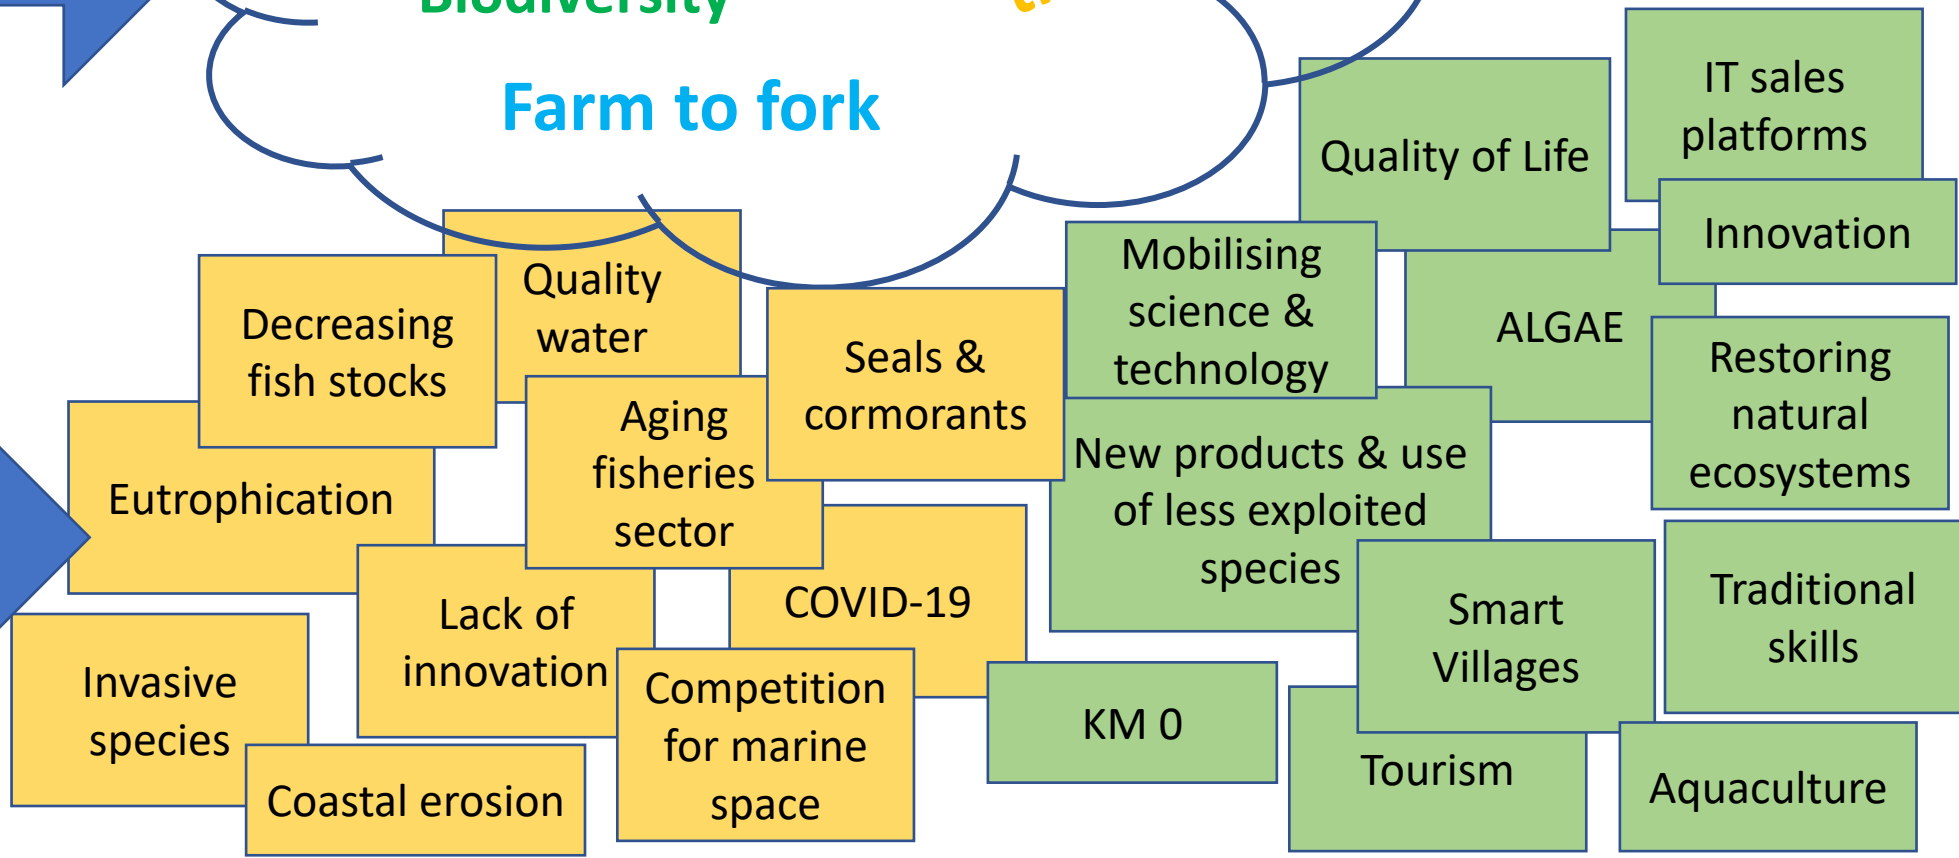 Biodiversity
Farm to fork
Quality
water
Decreasing
fish stocks
Seals &
cormorants
Aging
fisheries
sector
Eutrophication
Lack of
innovation
COVID-19
Invasive
species
Competition
for marine
space
Coastal erosion
IT sales
platforms
Quality of Life
Innovation
Mobilising
science &
technology
ALGAE
Restoring
natural
ecosystems
New products & use
of less exploited
species
Smart
Villages
Traditional
skills
KM 0
Tourism
Aquaculture